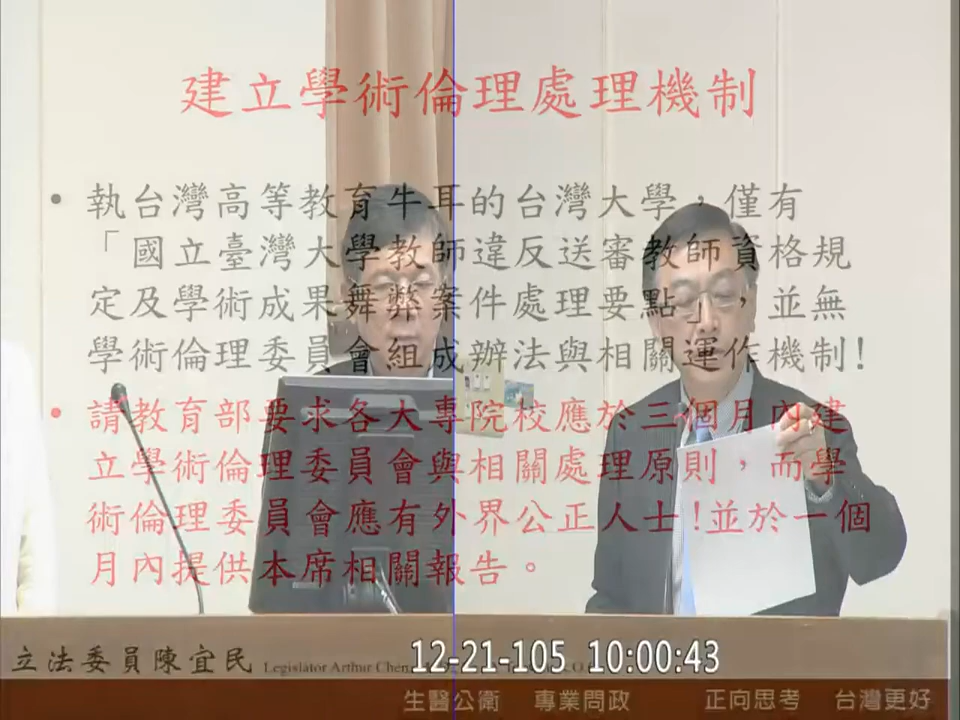 建立學術倫理處理機制
• 執台灣高等教育牛耳的台灣大學，僅有
「國立臺灣大學教師違反送審教師資格規
定及學術成果舞弊案件處理要點」，並無
學術倫理委員會組成辦法與相關運作機制!
• 請教育部要求各大專院校應於三個月內建
立學術倫理委員會與相關處理原則，而學
術倫理委員會應有外界公正人士!並於一個
月內提供本席相關報告。
立法委員陳宜民 Legislator Arthur Chen
12-21-105 10:00:43
生醫公衛 專業問政 正向思考 台灣更好